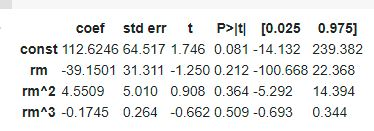 coef std err t P>|t| [0.025 0.975]
const 112.6246 64.517 1.746 0.081 -14.132 239.382
rm -39.1501 31.311 -1.250 0.212 -100.668 22.368
rm^2 4.5509 5.010 0.908 0.364 -5.292 14.394
rm^3 -0.1745 0.264 -0.662 0.509 -0.693 0.344